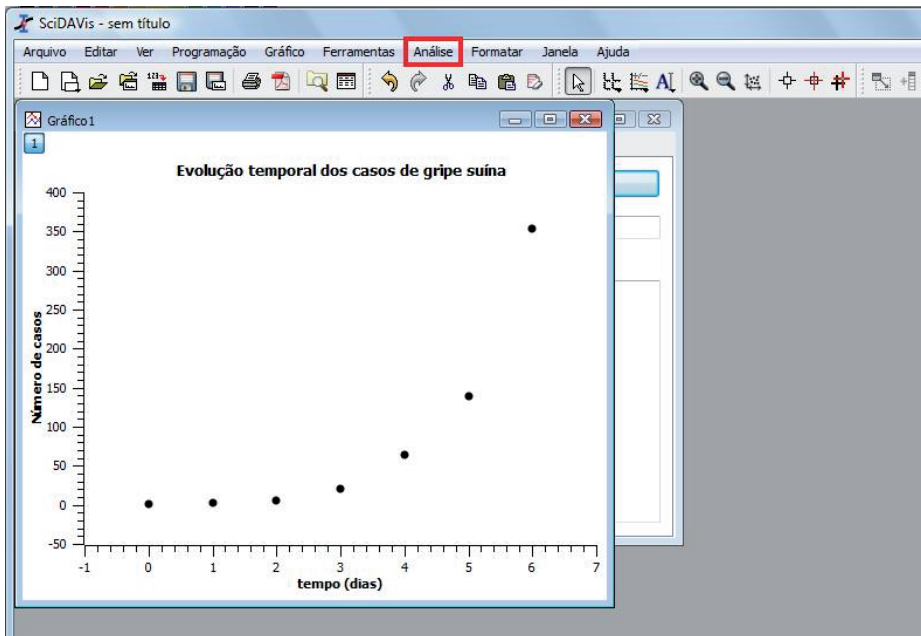 SciDAVis - sem título
Arquivo Editar Ver Programação Gráfico Ferramentas Análise Formatar Janela Ajuda
Gráfico1
1
Evolução temporal dos casos de gripe suína
400
350
300
250
200
150
100
50
0
-50
Número de casos
-1 0 1 2 3 4 5 6 7
tempo (dias)